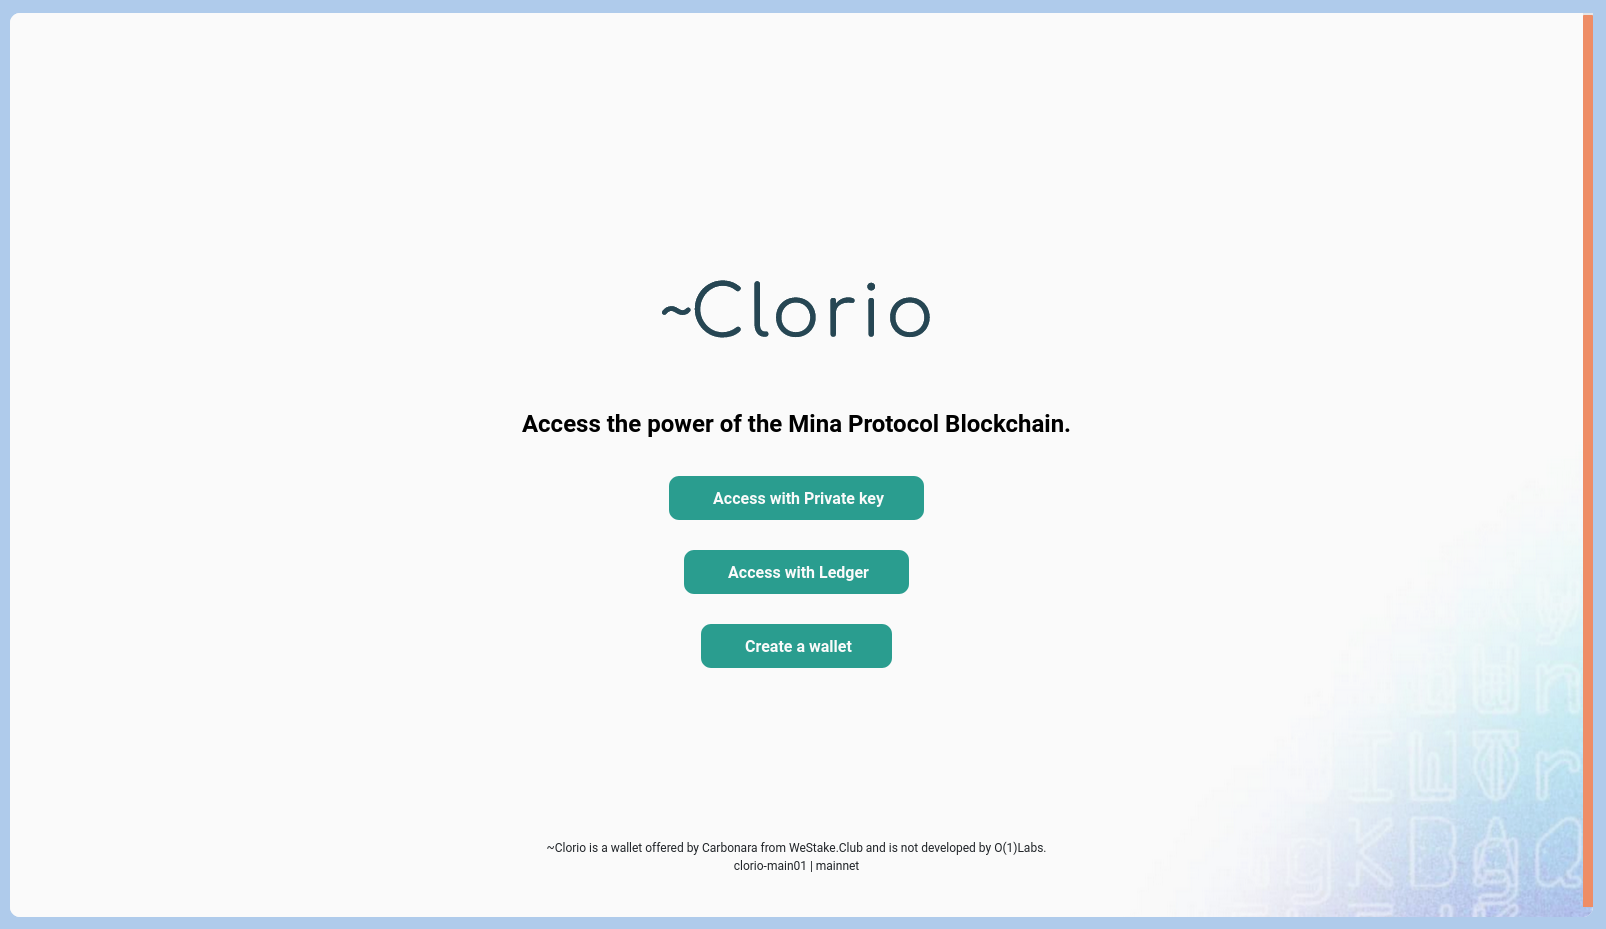 ~Clorio
Access the power of the Mina Protocol Blockchain.
Access with Private key
Access with Ledger
Create a wallet
~Clorio is a wallet offered by Carbonara from WeStake.Club and is not developed by O(1)Labs.
clorio-main01 | mainnet